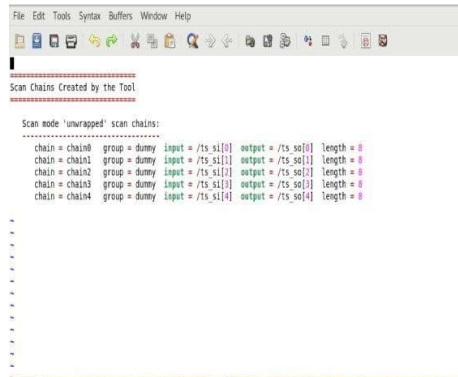 File Edit Tools Syntax Buffers Window Help
================================
Scan Chains Created by the Tool
================================
Scan mode 'unwrapped' scan chains:
-----------------------------------
chain = chain0 group = dummy input = /ts_si[0] output = /ts_so[0] length = 8
chain = chain1 group = dummy input = /ts_si[1] output = /ts_so[1] length = 8
chain = chain2 group = dummy input = /ts_si[2] output = /ts_so[2] length = 8
chain = chain3 group = dummy input = /ts_si[3] output = /ts_so[3] length = 8
chain = chain4 group = dummy input = /ts_si[4] output = /ts_so[4] length = 8
~
~
~
~
~
~
~
~
~
~
~
~
~